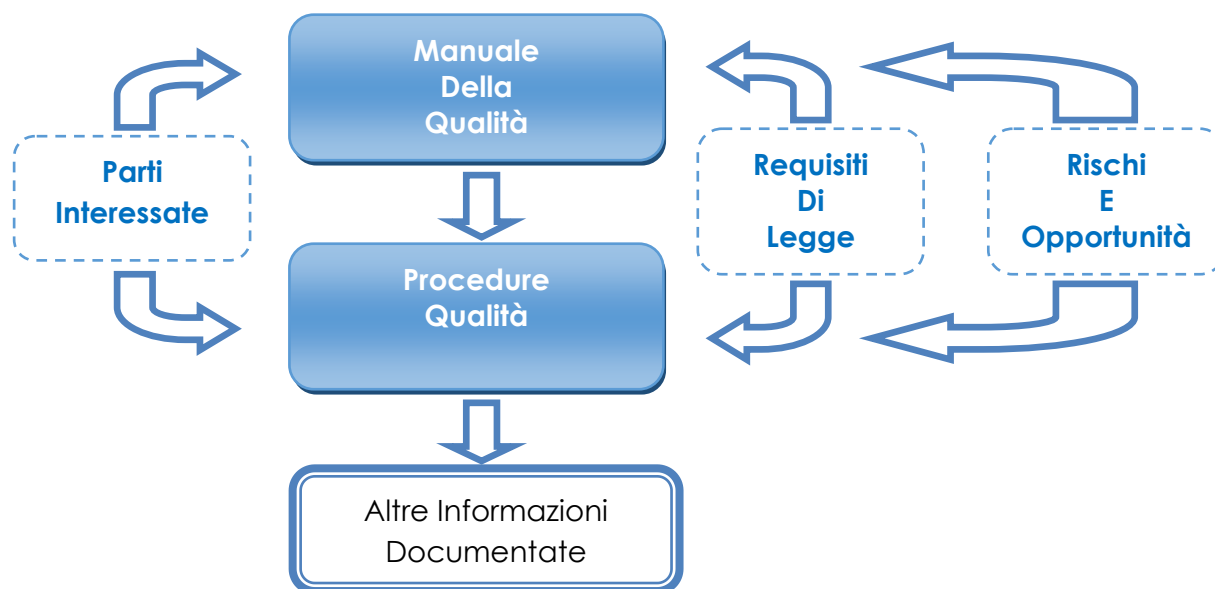 Manuale
Della
Qualità
Parti
Interessate
Requisiti
Di
Legge
Rischi
E
Opportunità
Procedure
Qualità
Altre Informazioni
Documentate